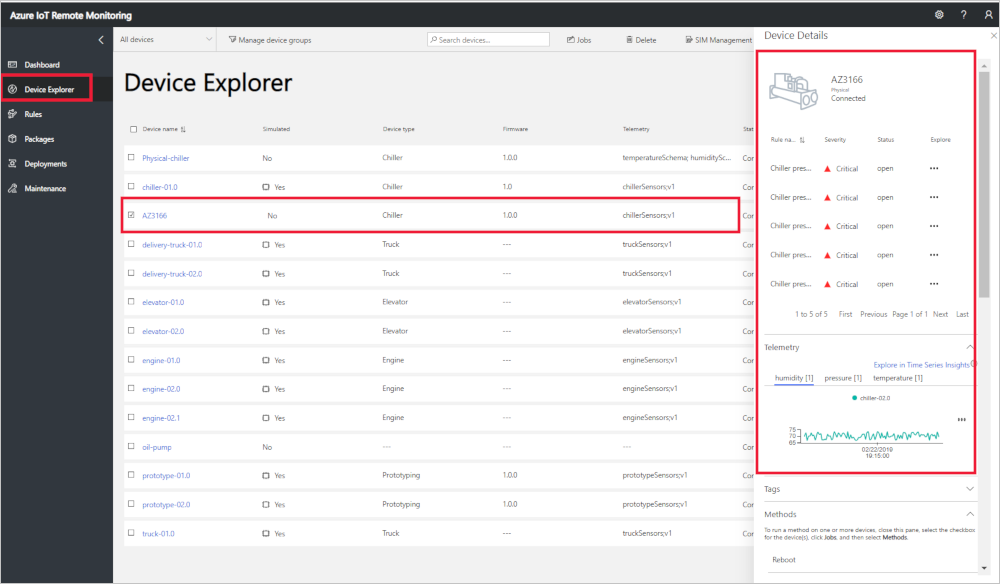 Azure IoT Remote Monitoring
All devices
Manage device groups
Search devices...
Jobs
Delete
SIM Management
Dashboard
Device Explorer
Rules
Packages
Deployments
Maintenance
Device Explorer
Device name Simulated Device type Firmware Telemetry Stat
Physical-chiller No Chiller 1.0.0 temperatureSchema; humiditySc... Cor
chiller-01.0 Yes Chiller 1.0 chillerSensors;v1 Cor
AZ3166 No Chiller 1.0.0 chillerSensors;v1 Cor
delivery-truck-01.0 Yes Truck --- truckSensors;v1 Cor
delivery-truck-02.0 Yes Truck --- truckSensors;v1 Cor
elevator-01.0 Yes Elevator --- elevatorSensors;v1 Cor
elevator-02.0 Yes Elevator --- elevatorSensors;v1 Cor
engine-01.0 Yes Engine --- engineSensors;v1 Cor
engine-02.0 Yes Engine --- engineSensors;v1 Cor
engine-02.1 Yes Engine --- engineSensors;v1 Cor
oil-pump No --- --- --- Cor
prototype-01.0 Yes Prototyping 1.0.0 prototypeSensors;v1 Cor
prototype-02.0 Yes Prototyping 1.0.0 prototypeSensors;v1 Cor
truck-01.0 Yes Truck --- truckSensors;v1 Cor
Device Details
AZ3166
Physical
Connected
Rule na... Severity Status Explore
Chiller pres... Critical open •••
Chiller pres... Critical open •••
Chiller pres... Critical open •••
Chiller pres... Critical open •••
Chiller pres... Critical open •••
1 to 5 of 5 First Previous Page 1 of 1 Next Last
Telemetry
Explore in Time Series Insights
humidity [1] pressure [1] temperature [1]
chiller-02.0
75
70
65
02/22/2019
19:15:00
Tags
Methods
To run a method on one or more devices, close this pane, select the checkbox
for the device(s), click Jobs, and then select Methods.
Reboot